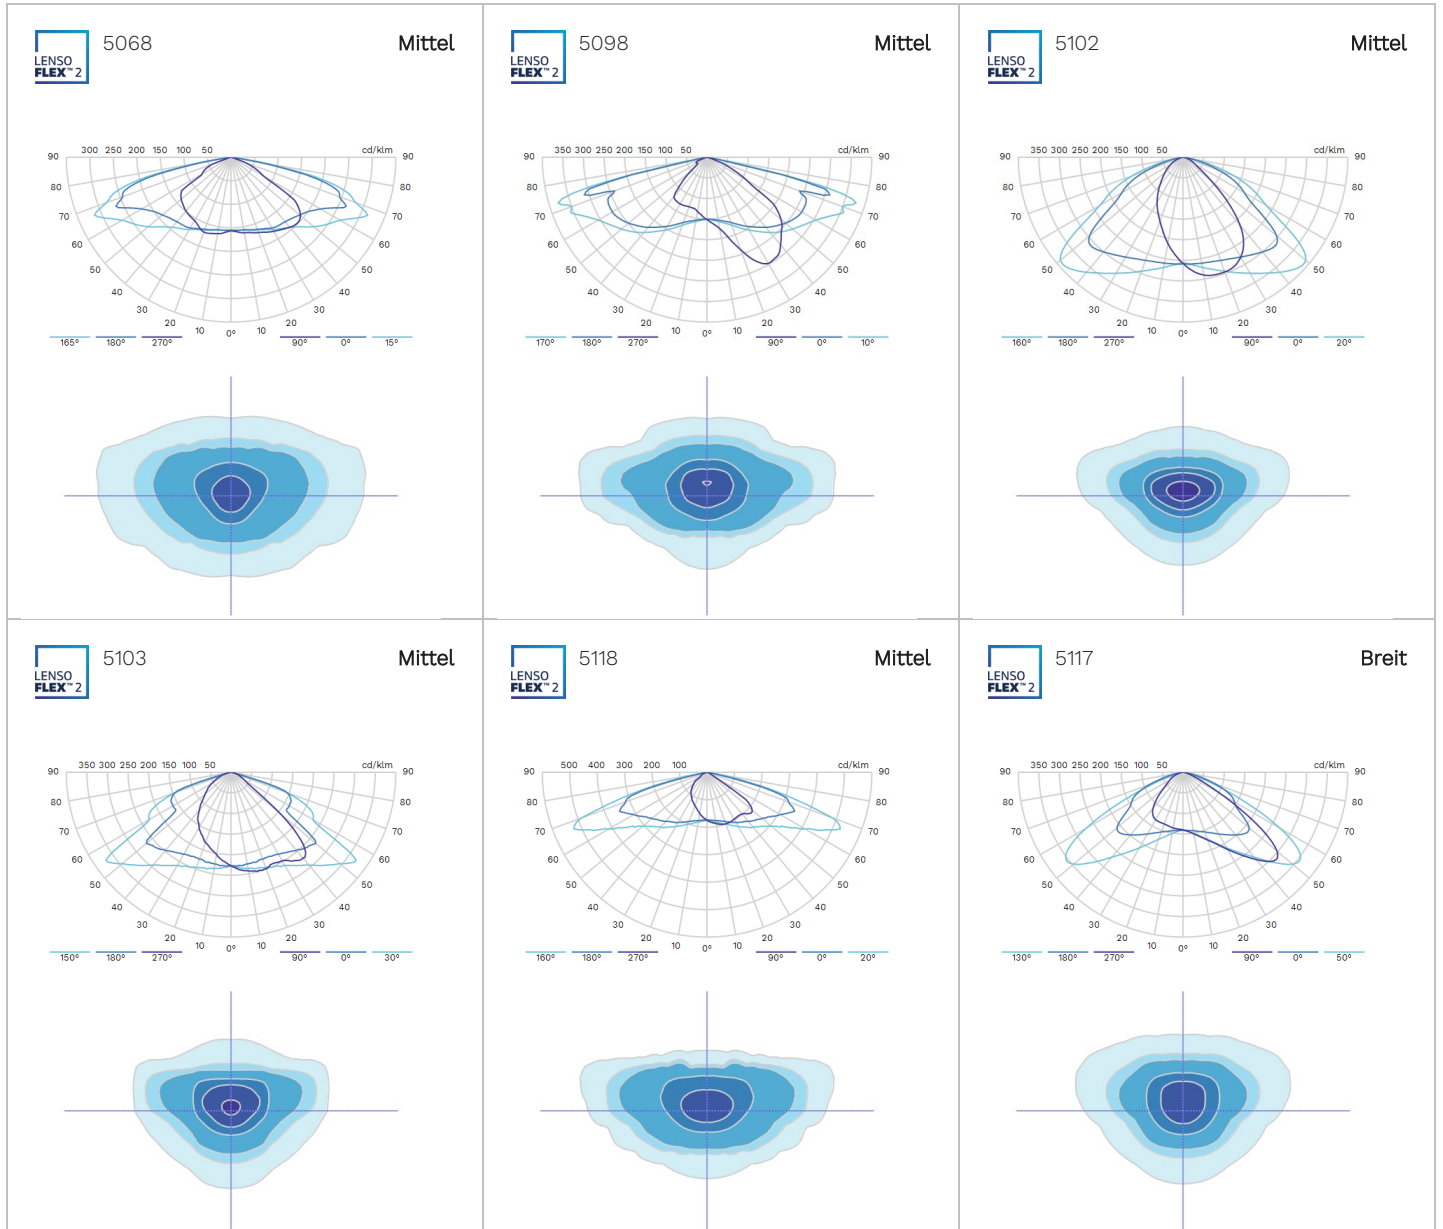 5068 Mittel
LENSO
FLEX™ 2
90 300 250 200 150 100 50 cd/klm 90
80 80
70 70
60 60
50 50
40 40
30 30
20 10 0° 10 20
165° 180° 270° 90° 0° 15°
5098 Mittel
LENSO
FLEX™ 2
90 350 300 250 200 150 100 50 cd/klm 90
80 80
70 70
60 60
50 50
40 40
30 30
20 10 0° 10 20
170° 180° 270° 90° 0° 10°
5102 Mittel
LENSO
FLEX™ 2
90 350 300 250 200 150 100 50 cd/klm 90
80 80
70 70
60 60
50 50
40 40
30 30
20 10 0° 10 20
160° 180° 270° 90° 0° 20°
5103 Mittel
LENSO
FLEX™ 2
90 350 300 250 200 150 100 50 cd/klm 90
80 80
70 70
60 60
50 50
40 40
30 30
20 10 0° 10 20
150° 180° 270° 90° 0° 30°
5118 Mittel
LENSO
FLEX™ 2
90 500 400 300 200 100 cd/klm 90
80 80
70 70
60 60
50 50
40 40
30 30
20 10 0° 10 20
160° 180° 270° 90° 0° 20°
5117 Breit
LENSO
FLEX™ 2
90 350 300 250 200 150 100 50 cd/klm 90
80 80
70 70
60 60
50 50
40 40
30 30
20 10 0° 10 20
130° 180° 270° 90° 0° 50°